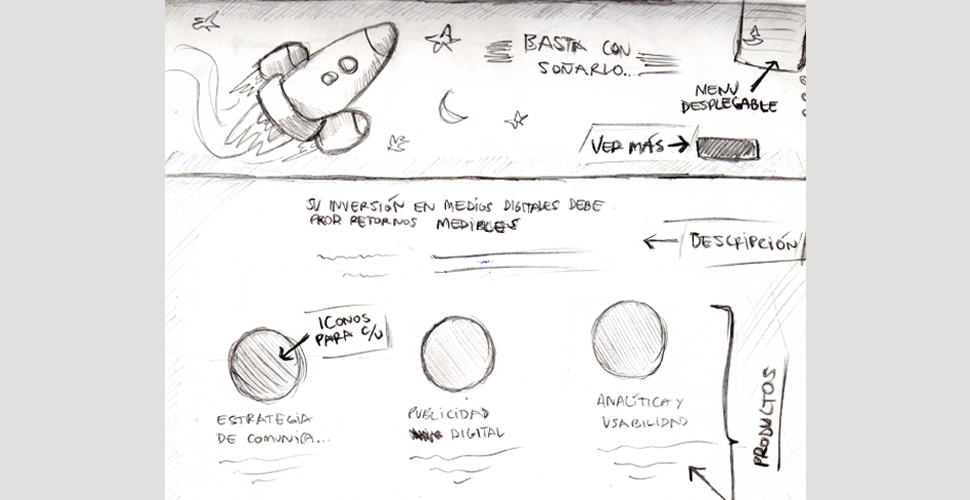 BASTA CON
SOÑARLO...
MENU
DESPLEGABLE
VER MÁS
SU INVERSIÓN EN MEDIOS DIGITALES DEBE
RETORNOS MEDIBLES
DESCRIPCIÓN
ICONOS
PARA C/U
ESTRATEGIA
DE COMUNICA...
PUBLICIDAD
DIGITAL
ANALÍTICA Y
USABILIDAD
PRODUCTOS